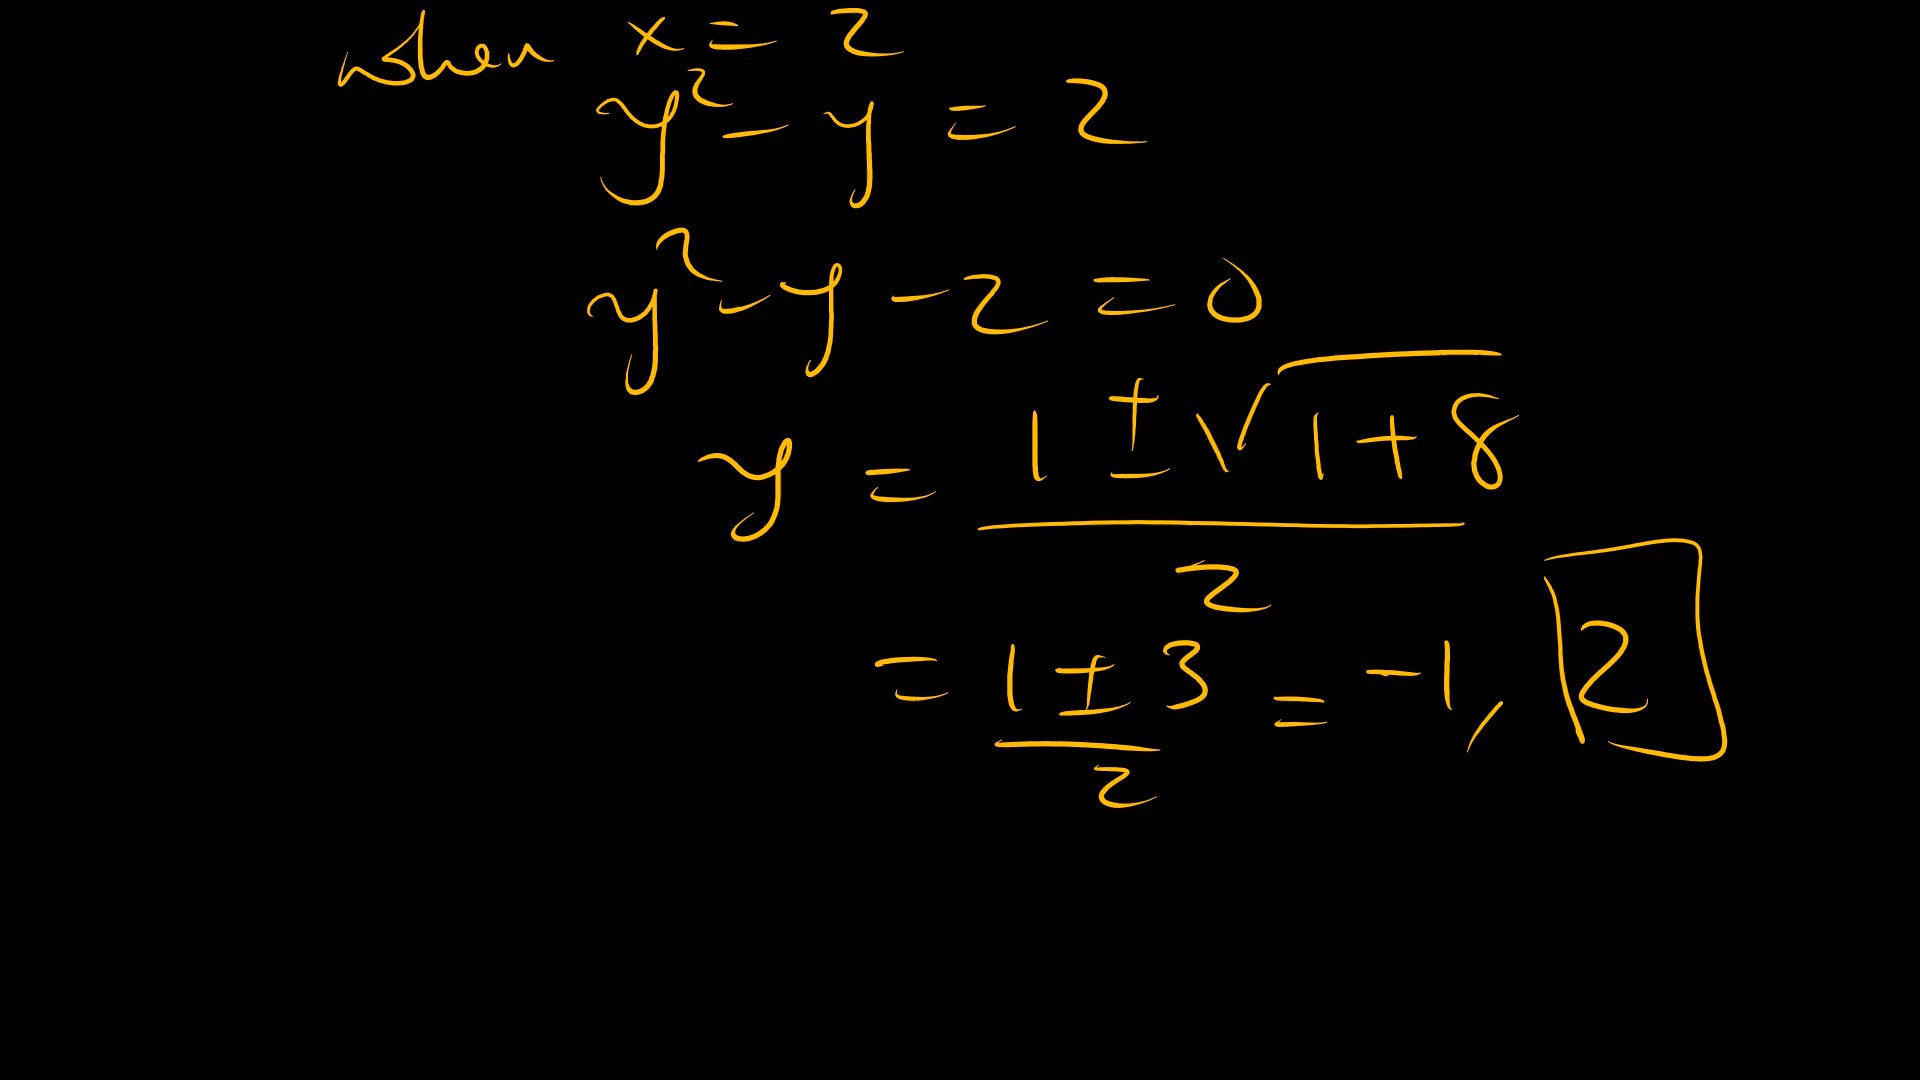 when x = 2
y² - y = 2
y² - y - 2 = 0
y = (1 ± √(1+8)) / 2
= (1 ± 3) / 2 = -1, 2